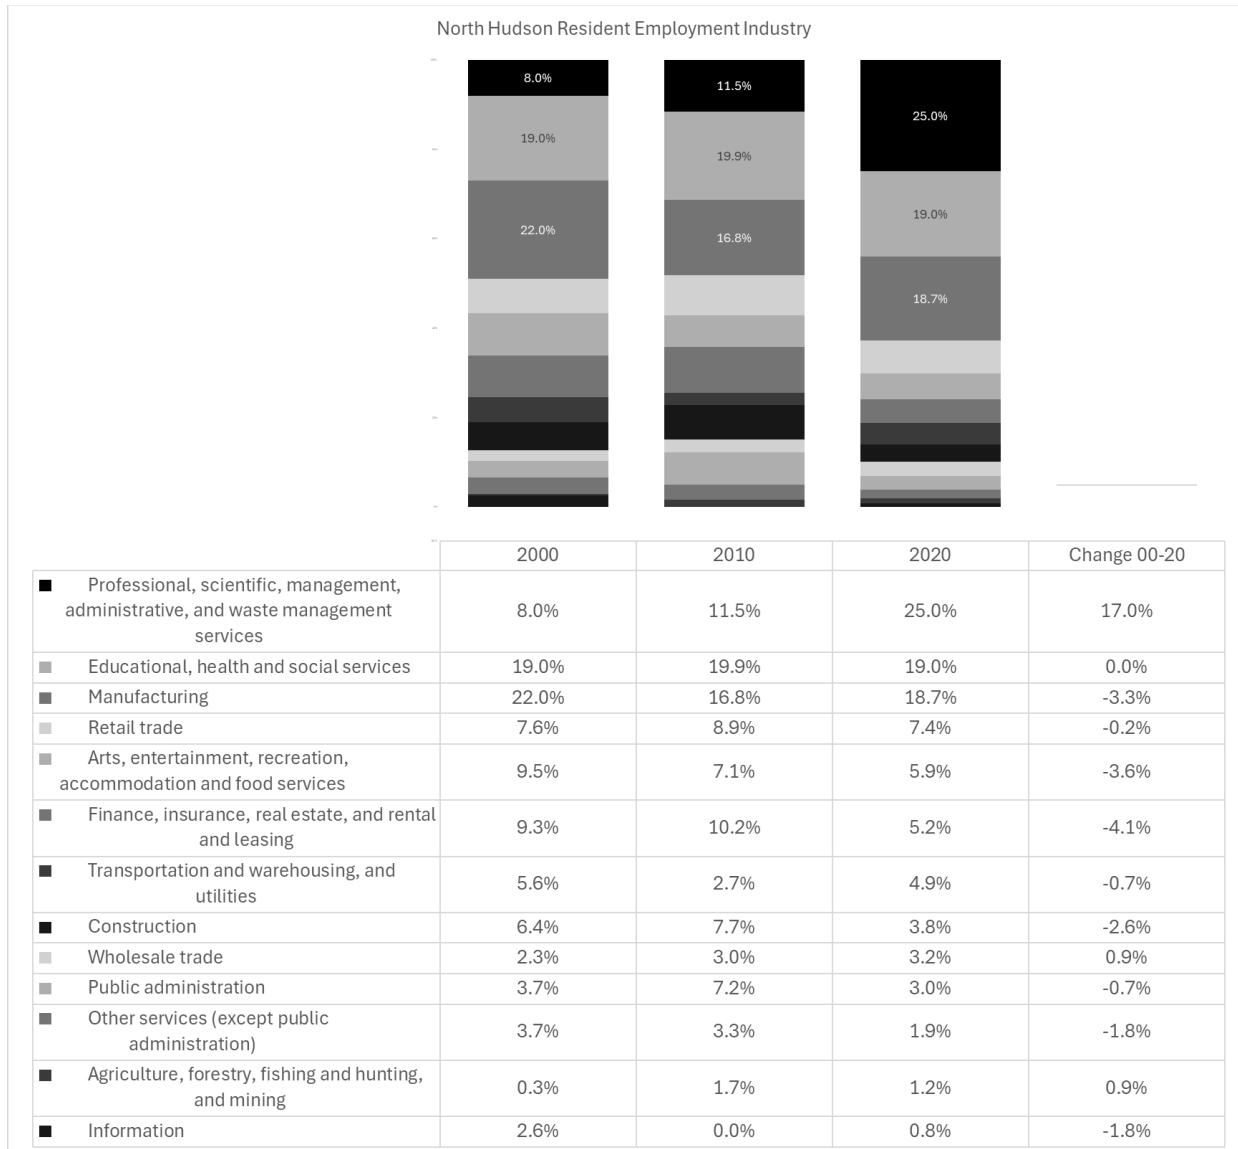 North Hudson Resident Employment Industry
8.0% 11.5% 25.0%
19.0% 19.9% 19.0%
22.0% 16.8% 18.7%
2000 2010 2020 Change 00-20
Professional, scientific, management,
administrative, and waste management
services
8.0% 11.5% 25.0% 17.0%
Educational, health and social services 19.0% 19.9% 19.0% 0.0%
Manufacturing 22.0% 16.8% 18.7% -3.3%
Retail trade 7.6% 8.9% 7.4% -0.2%
Arts, entertainment, recreation,
accommodation and food services
9.5% 7.1% 5.9% -3.6%
Finance, insurance, real estate, and rental
and leasing
9.3% 10.2% 5.2% -4.1%
Transportation and warehousing, and
utilities
5.6% 2.7% 4.9% -0.7%
Construction 6.4% 7.7% 3.8% -2.6%
Wholesale trade 2.3% 3.0% 3.2% 0.9%
Public administration 3.7% 7.2% 3.0% -0.7%
Other services (except public
administration)
3.7% 3.3% 1.9% -1.8%
Agriculture, forestry, fishing and hunting,
and mining
0.3% 1.7% 1.2% 0.9%
Information 2.6% 0.0% 0.8% -1.8%